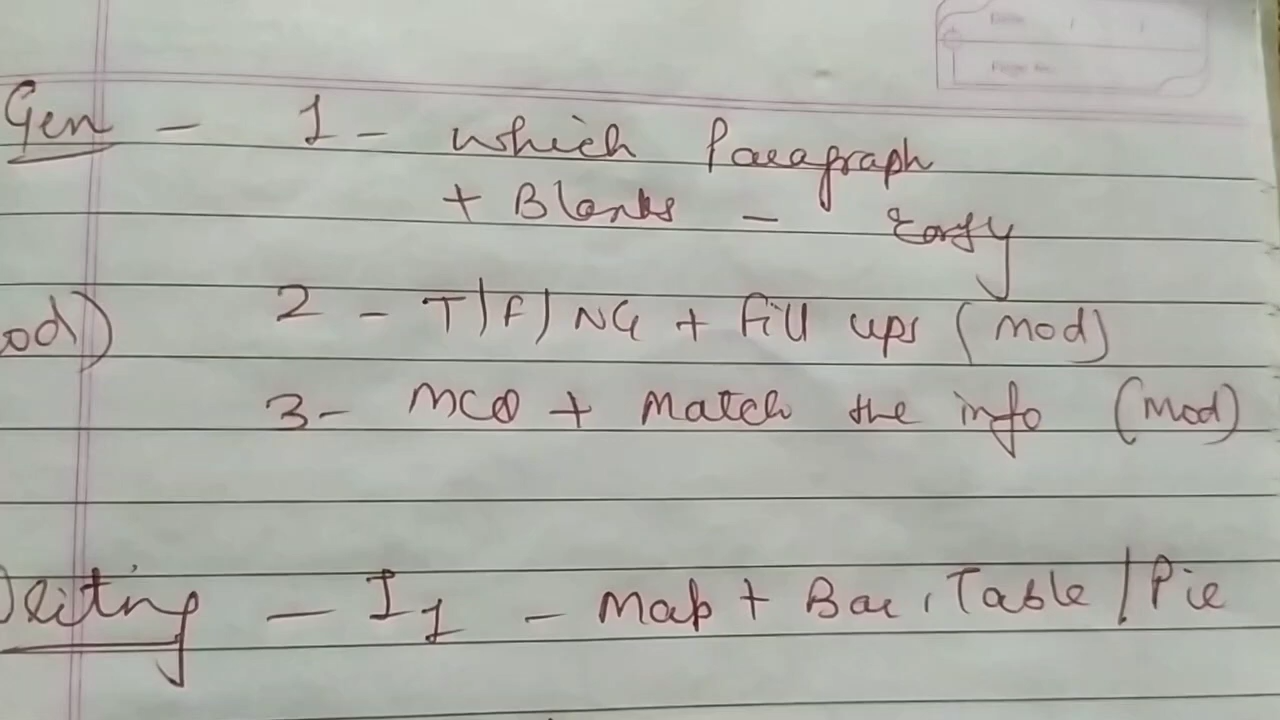 Gen - 1 - which Paragraph
+ Blanks - Easy
od) 2 - T/F/NG + Fill ups (Mod)
3- MCQ + Match the info (Mod)
Writing - I1 - Map + Bar, Table / Pie